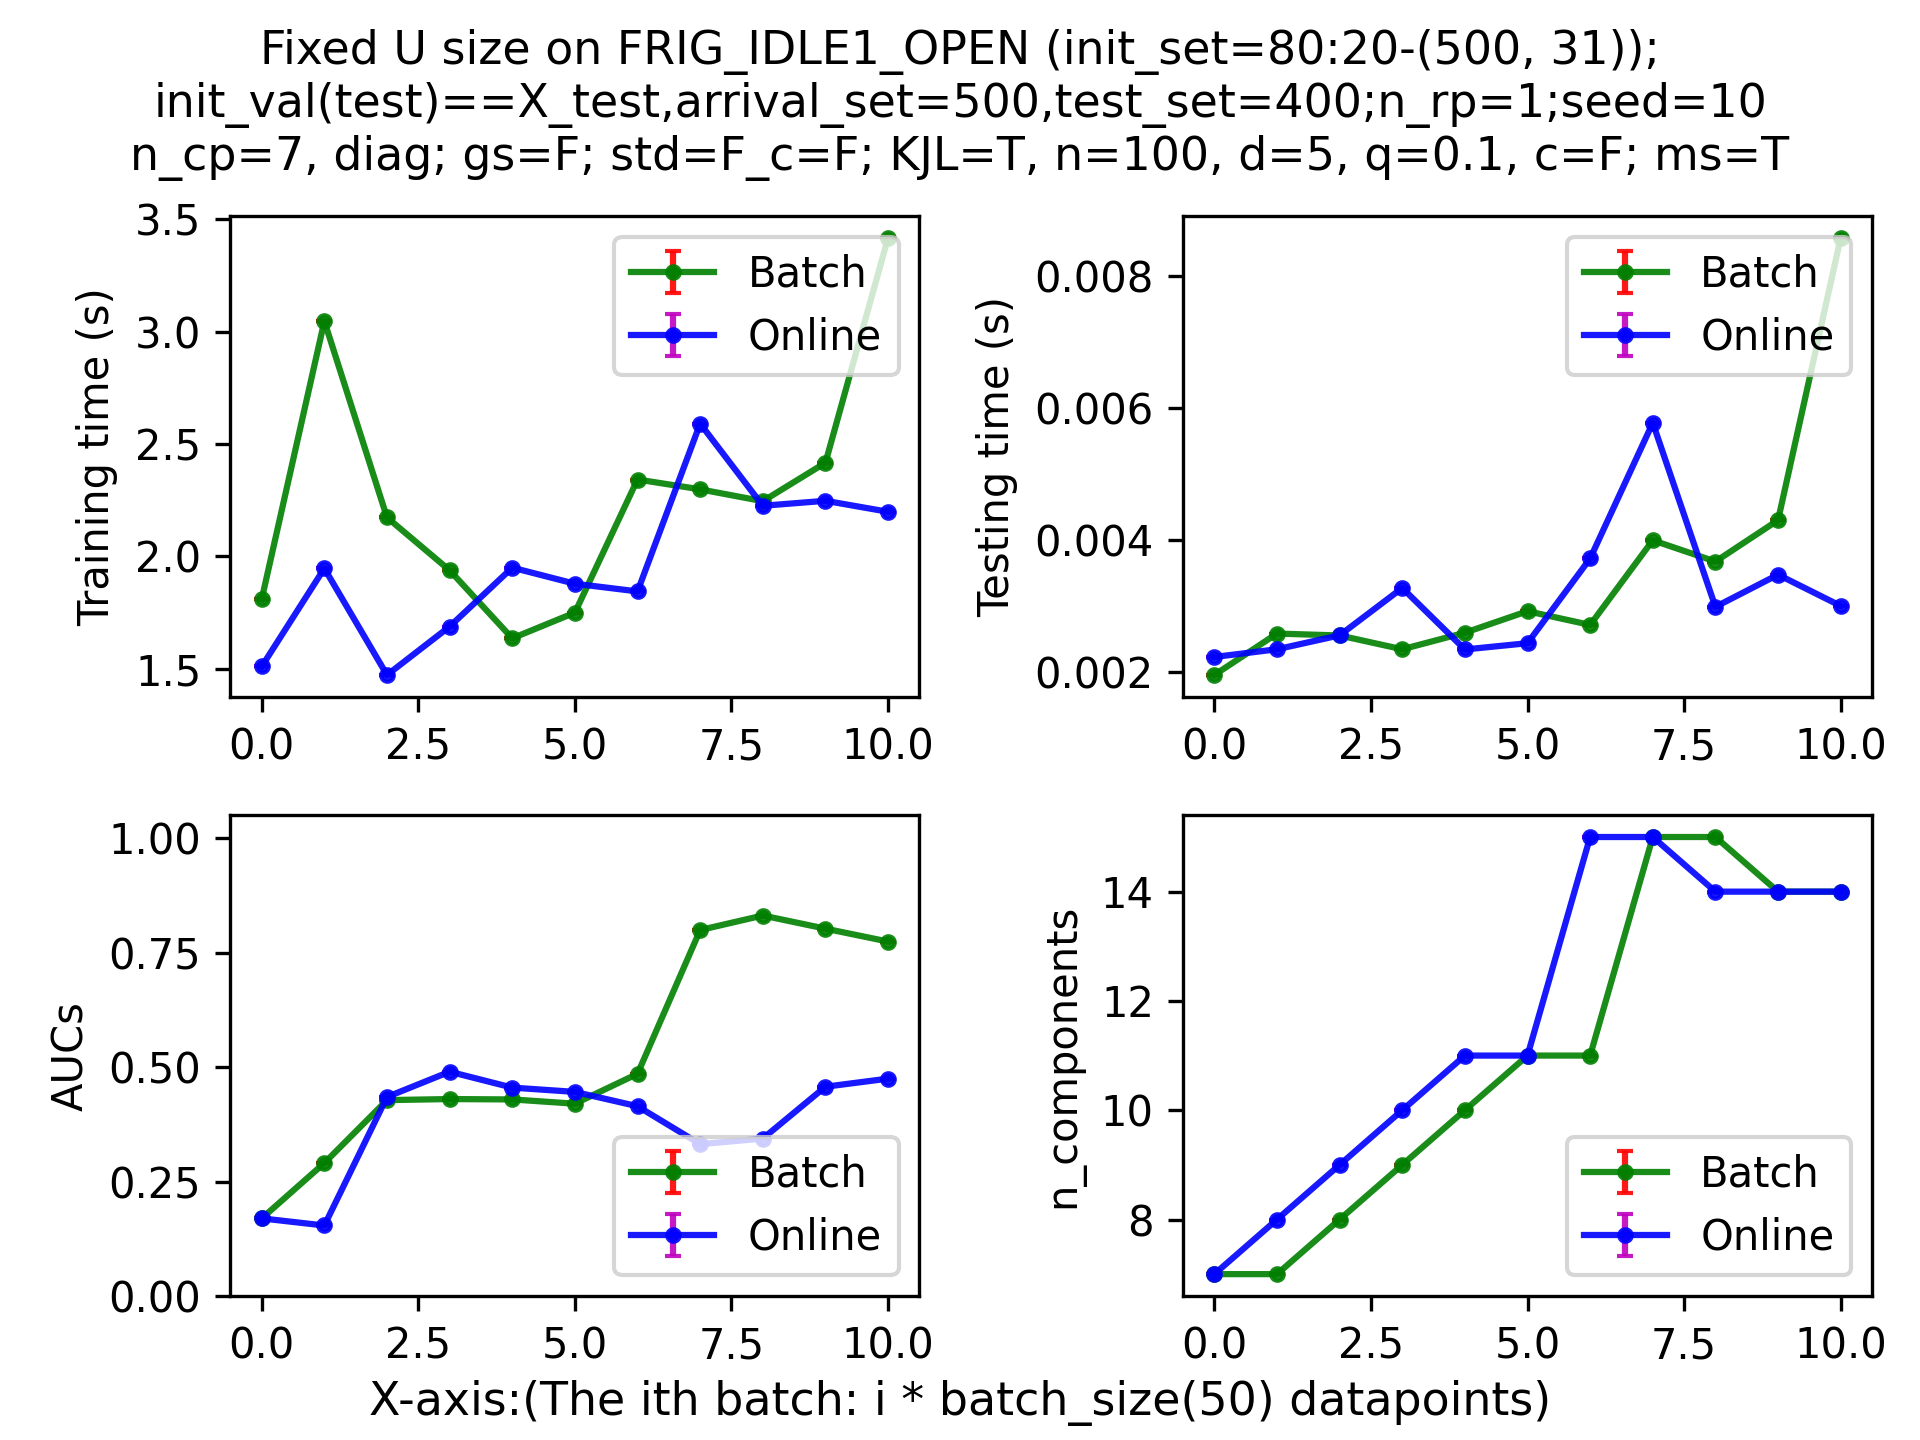 Fixed U size on FRIG_IDLE1_OPEN (init_set=80:20-(500, 31));
init_val(test)==X_test,arrival_set=500,test_set=400;n_rp=1;seed=10
n_cp=7, diag; gs=F; std=F_c=F; KJL=T, n=100, d=5, q=0.1, c=F; ms=T
Training time (s)
3.5
3.0
2.5
2.0
1.5
Batch
Online
0.0 2.5 5.0 7.5 10.0
Testing time (s)
0.008
0.006
0.004
0.002
Batch
Online
0.0 2.5 5.0 7.5 10.0
AUCs
1.00
0.75
0.50
0.25
0.00
Batch
Online
0.0 2.5 5.0 7.5 10.0
n_components
14
12
10
8
Batch
Online
0.0 2.5 5.0 7.5 10.0
X-axis:(The ith batch: i * batch_size(50) datapoints)